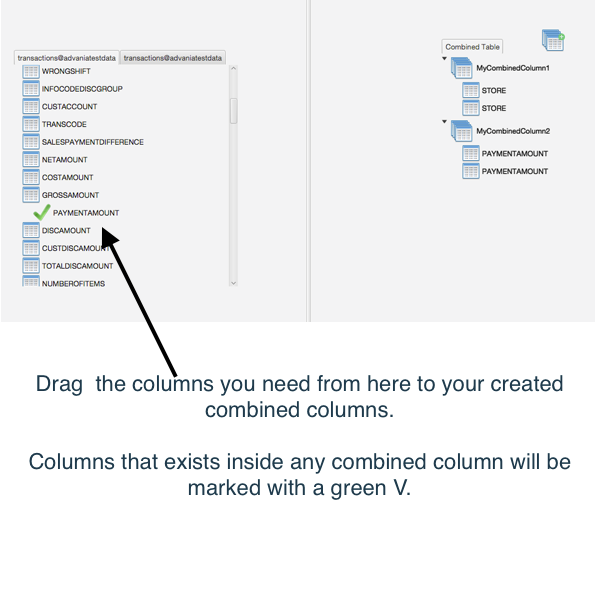 transactions@advaniatestdata
transactions@advaniatestdata
WRONGSHIFT
INFOCODEDISCGROUP
CUSTACCOUNT
TRANSCODE
SALESPAYMENTDIFFERENCE
NETAMOUNT
COSTAMOUNT
GROSSAMOUNT
PAYMENTAMOUNT
DISCAMOUNT
CUSTDISCAMOUNT
TOTALDISCAMOUNT
NUMBEROFITEMS
Combined Table
MyCombinedColumn1
STORE
STORE
MyCombinedColumn2
PAYMENTAMOUNT
PAYMENTAMOUNT
Drag the columns you need from here to your created
combined columns.
Columns that exists inside any combined column will be
marked with a green V.